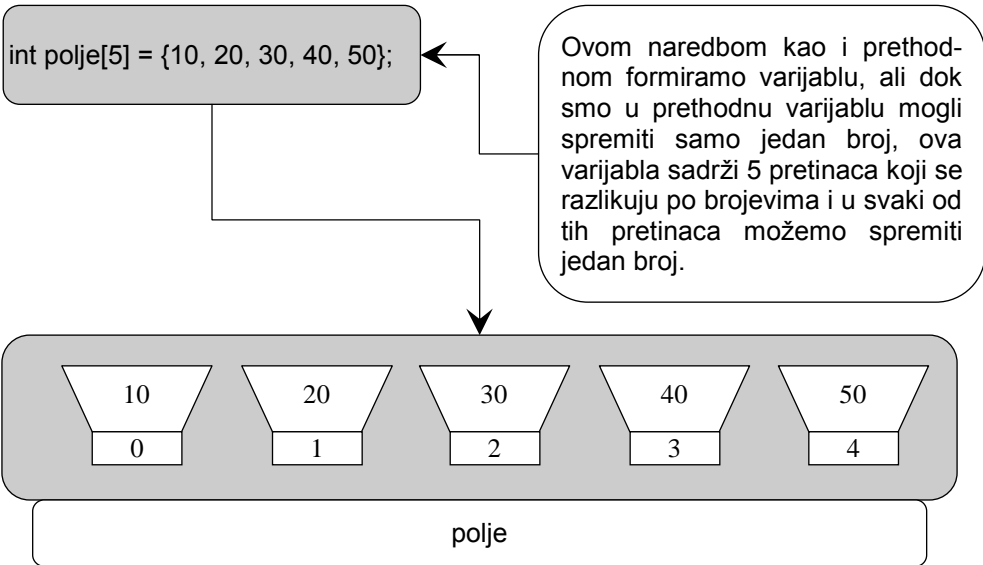 int polje[5] = {10, 20, 30, 40, 50};
Ovom naredbom kao i prethod-
nom formiramo varijablu, ali dok
smo u prethodnu varijablu mogli
spremiti samo jedan broj, ova
varijabla sadrži 5 pretinaca koji se
razlikuju po brojevima i u svaki od
tih pretinaca možemo spremiti
jedan broj.
10 20 30 40 50
0 1 2 3 4
polje